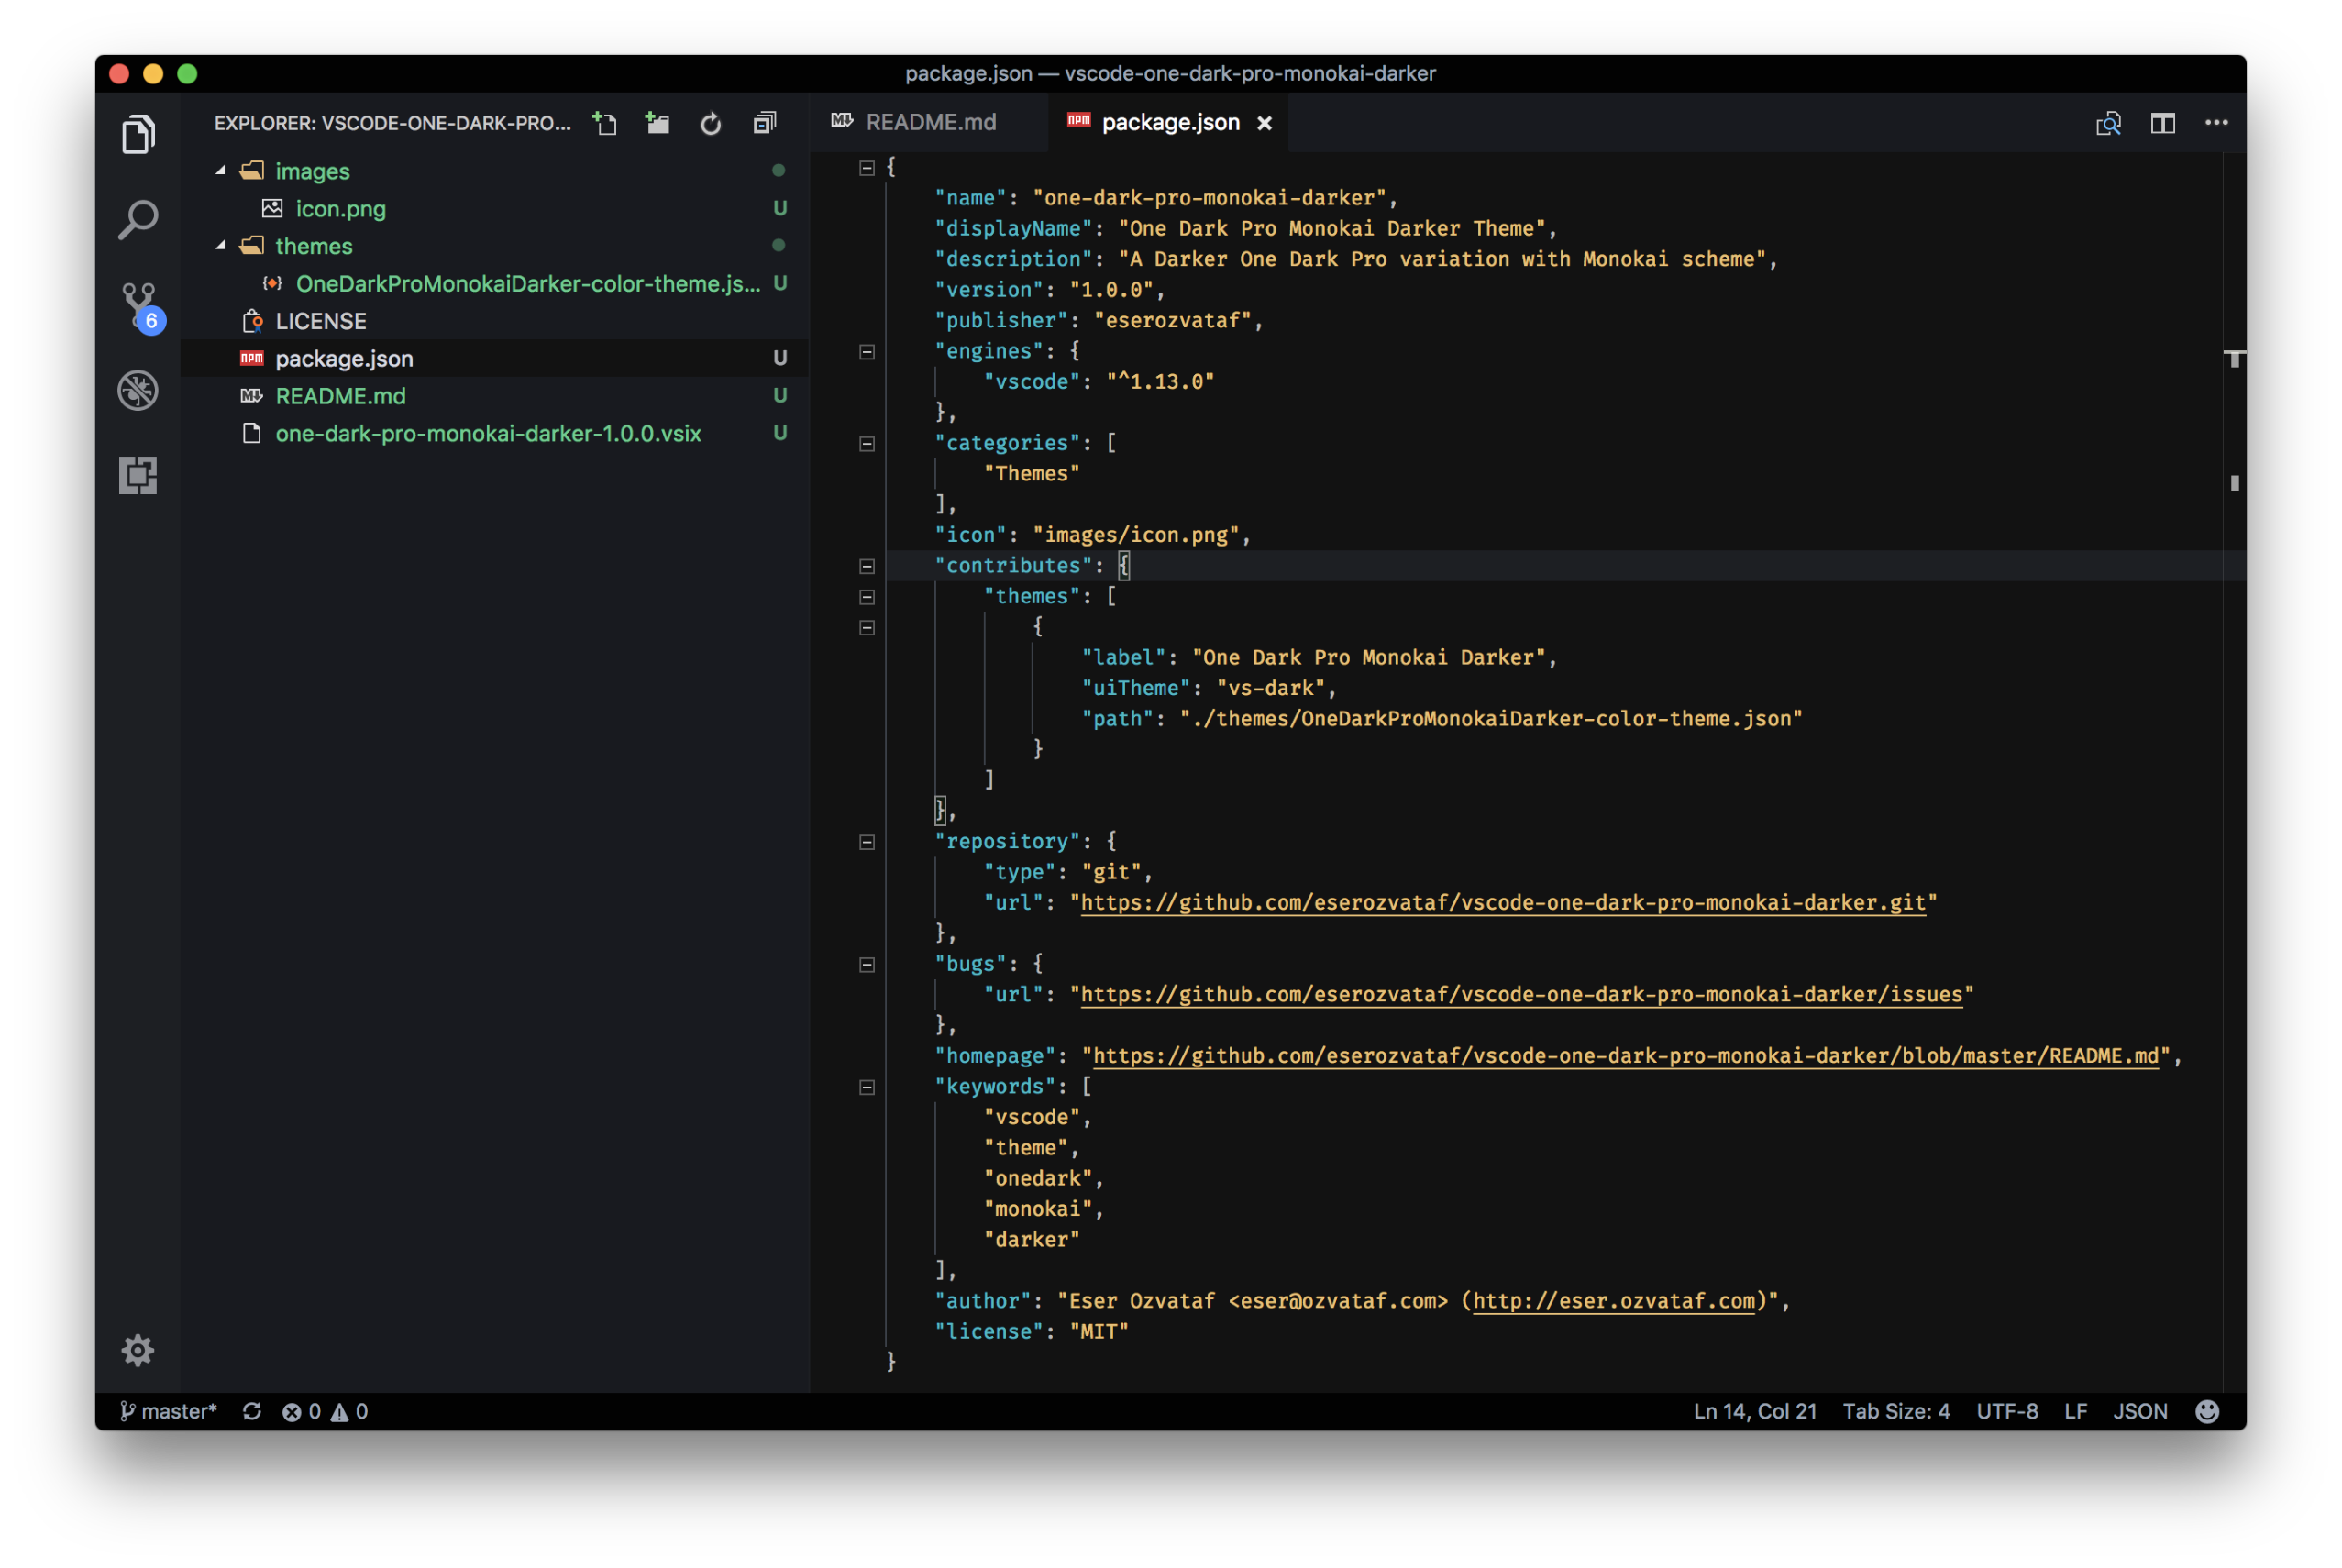 package.json — vscode-one-dark-pro-monokai-darker
EXPLORER: VSCODE-ONE-DARK-PRO...
images
icon.png U
themes
OneDarkProMonokaiDarker-color-theme.js... U
LICENSE
package.json U
README.md U
one-dark-pro-monokai-darker-1.0.0.vsix U
6
README.md
package.json
{
    "name": "one-dark-pro-monokai-darker",
    "displayName": "One Dark Pro Monokai Darker Theme",
    "description": "A Darker One Dark Pro variation with Monokai scheme",
    "version": "1.0.0",
    "publisher": "eserozvataf",
    "engines": {
        "vscode": "^1.13.0"
    },
    "categories": [
        "Themes"
    ],
    "icon": "images/icon.png",
    "contributes": {
        "themes": [
            {
                "label": "One Dark Pro Monokai Darker",
                "uiTheme": "vs-dark",
                "path": "./themes/OneDarkProMonokaiDarker-color-theme.json"
            }
        ]
    },
    "repository": {
        "type": "git",
        "url": "https://github.com/eserozvataf/vscode-one-dark-pro-monokai-darker.git"
    },
    "bugs": {
        "url": "https://github.com/eserozvataf/vscode-one-dark-pro-monokai-darker/issues"
    },
    "homepage": "https://github.com/eserozvataf/vscode-one-dark-pro-monokai-darker/blob/master/README.md",
    "keywords": [
        "vscode",
        "theme",
        "onedark",
        "monokai",
        "darker"
    ],
    "author": "Eser Ozvataf <eser@ozvataf.com> (http://eser.ozvataf.com)",
    "license": "MIT"
}
master* 0 0 Ln 14, Col 21 Tab Size: 4 UTF-8 LF JSON